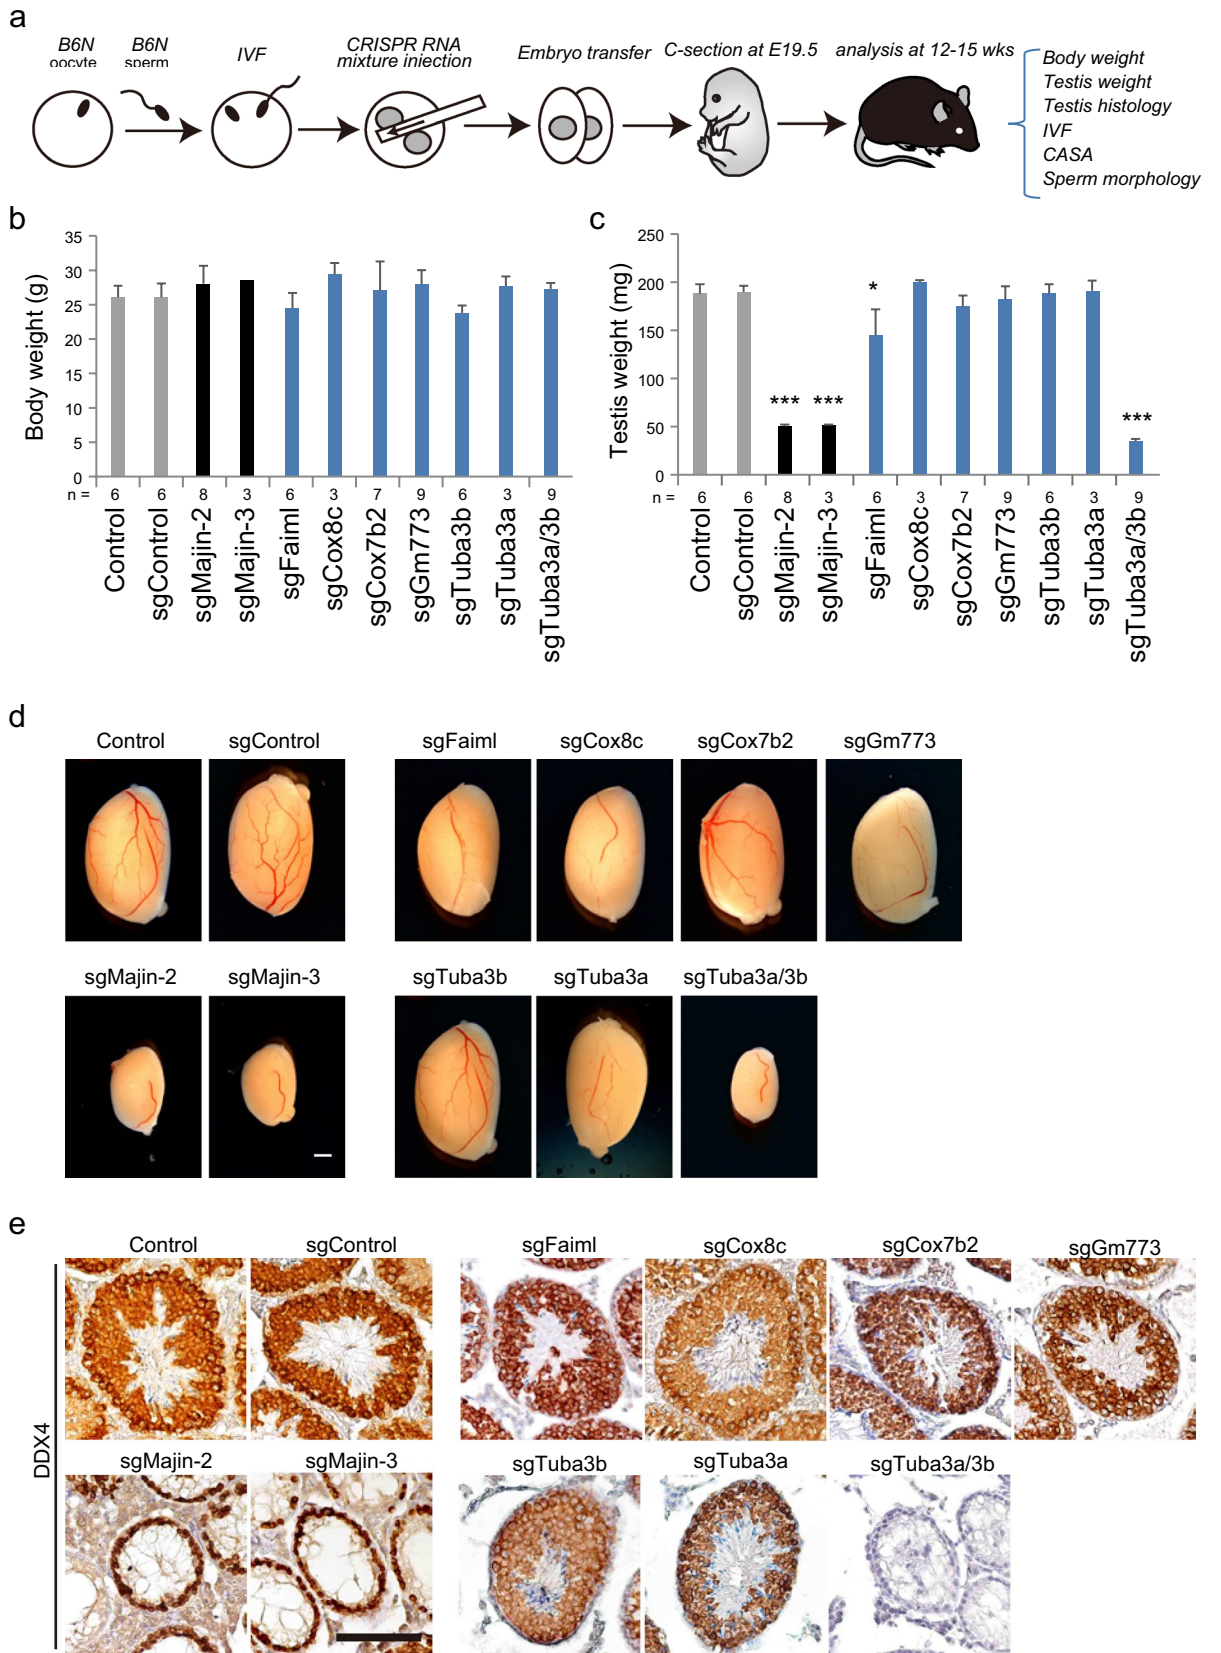 a
B6N oocyte
B6N sperm
IVF
CRISPR RNA mixture injection
Embryo transfer
C-section at E19.5
analysis at 12-15 wks
Body weight
Testis weight
Testis histology
IVF
CASA
Sperm morphology
b
Body weight (g)
35
30
25
20
15
10
5
0
n = 6 6 8 3 6 3 7 9 6 3 9
Control
sgControl
sgMajin-2
sgMajin-3
sgFaiml
sgCox8c
sgCox7b2
sgGm773
sgTuba3b
sgTuba3a
sgTuba3a/3b
c
Testis weight (mg)
250
200
150
100
50
0
*** *** * ***
n = 6 6 8 3 6 3 7 9 6 3 9
Control
sgControl
sgMajin-2
sgMajin-3
sgFaiml
sgCox8c
sgCox7b2
sgGm773
sgTuba3b
sgTuba3a
sgTuba3a/3b
d
Control sgControl sgFaiml sgCox8c sgCox7b2 sgGm773
sgMajin-2 sgMajin-3 sgTuba3b sgTuba3a sgTuba3a/3b
e
DDX4
Control sgControl sgFaiml sgCox8c sgCox7b2 sgGm773
sgMajin-2 sgMajin-3 sgTuba3b sgTuba3a sgTuba3a/3b